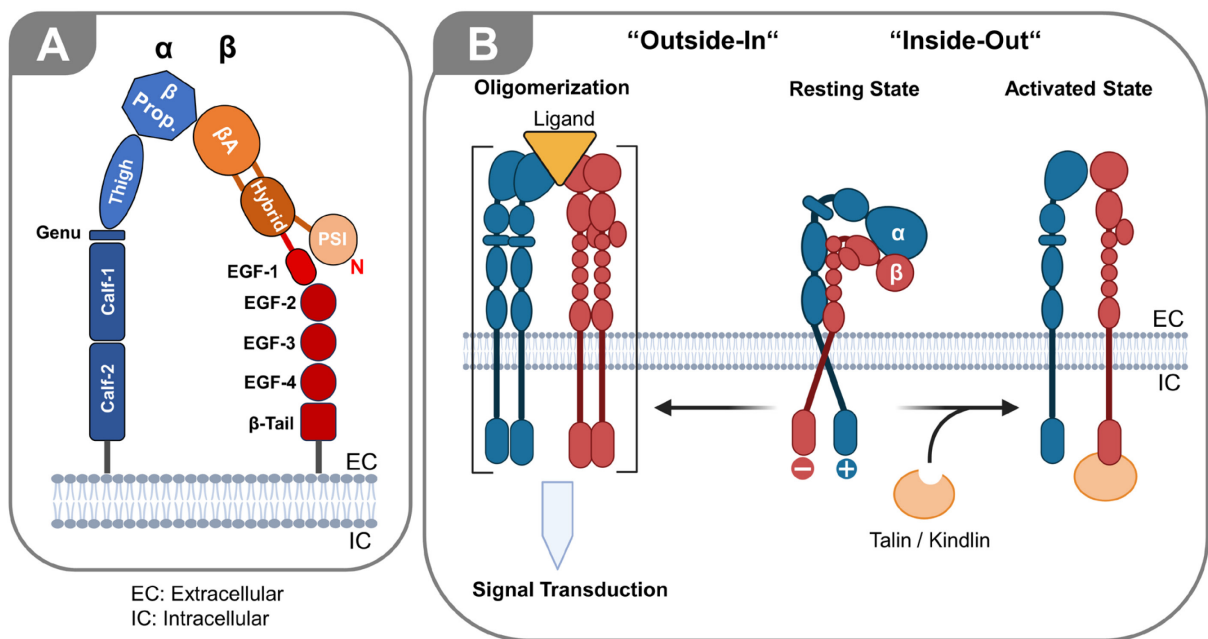 A
α β
β
Prop.
βA
Thigh
Hybrid
Genu
PSI
N
EGF-1
Calf-1
EGF-2
EGF-3
Calf-2
EGF-4
β-Tail
EC
IC
EC: Extracellular
IC: Intracellular
B
“Outside-In“ “Inside-Out“
Oligomerization Resting State Activated State
Ligand
α
β
EC
IC
− +
Talin / Kindlin
Signal Transduction